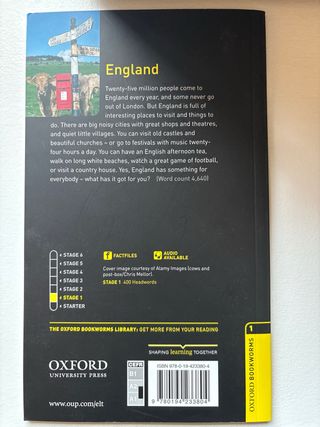 England
Twenty-five million people come to
England every year, and some never go
out of London. But England is full of
interesting places to visit and things to
do. There are big noisy cities with great shops and theatres,
and quiet little villages. You can visit old castles and
beautiful churches – or go to festivals with music twenty-
four hours a day. You can have an English afternoon tea,
walk on long white beaches, watch a great game of football,
or visit a country house. Yes, England has something for
everybody – what has it got for you? (Word count 4,640)
STAGE 6
STAGE 5
STAGE 4
STAGE 3
STAGE 2
STAGE 1
STARTER
f FACTFILES
AUDIO
AVAILABLE
Cover image courtesy of Alamy Images (cows and
post-box/Chris Mellor).
STAGE 1 400 Headwords
THE OXFORD BOOKWORMS LIBRARY: GET MORE FROM YOUR READING
SHAPING learning TOGETHER
OXFORD
UNIVERSITY PRESS
www.oup.com/elt
CEFR
B1
A2
A1
ISBN 978-0-19-423380-4
9 780194 233804
OXFORD BOOKWORMS 1